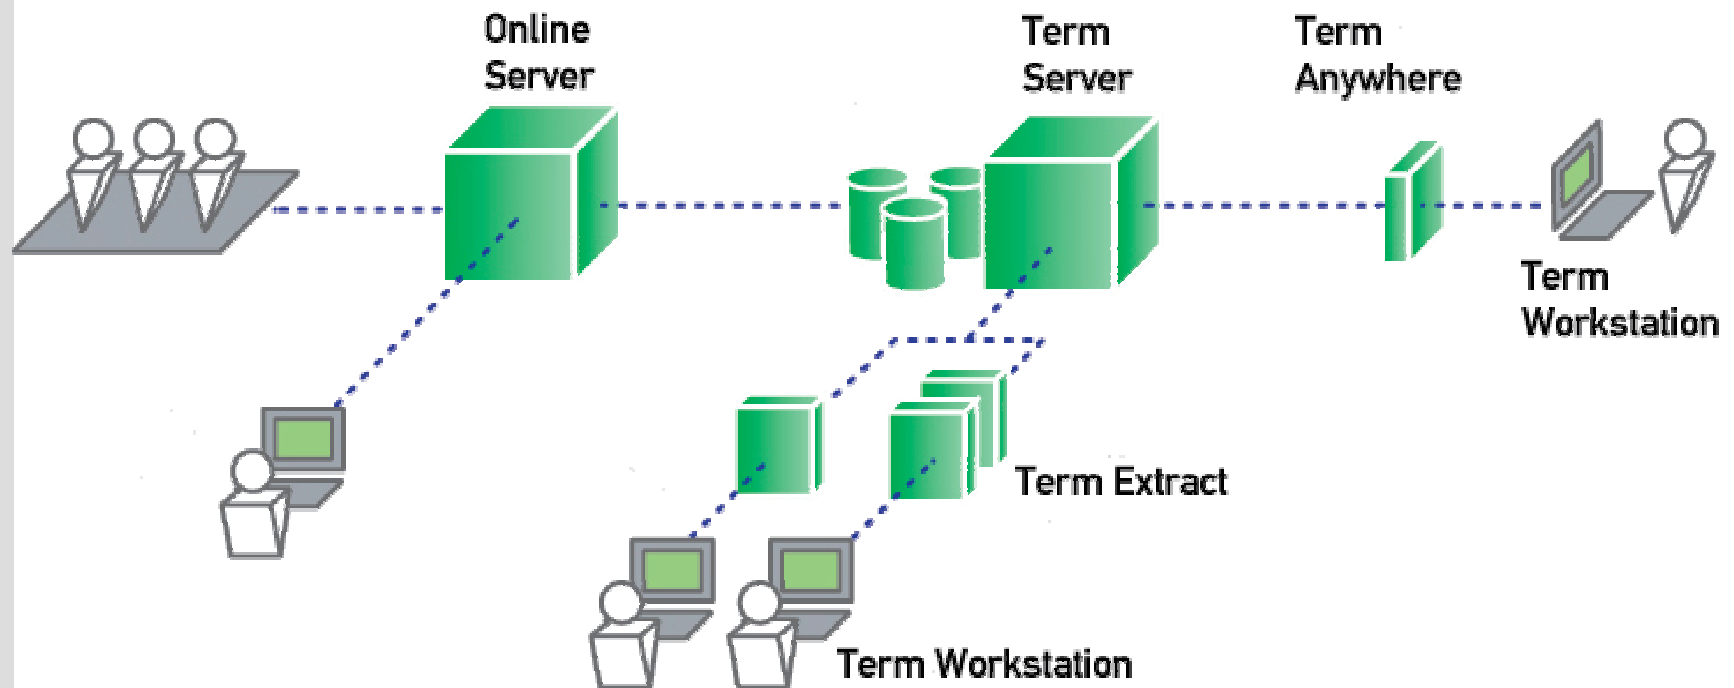 Online
Server
Term
Server
Term
Anywhere
Term
Workstation
Term Extract
Term Workstation